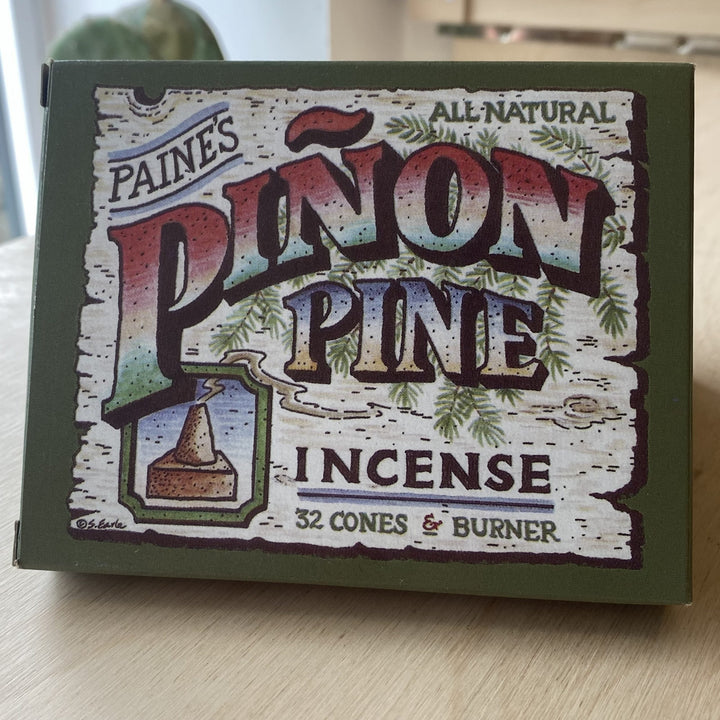 PAINE'S
ALL NATURAL
PIÑON
PINE
INCENSE
32 CONES & BURNER
© S. Earle